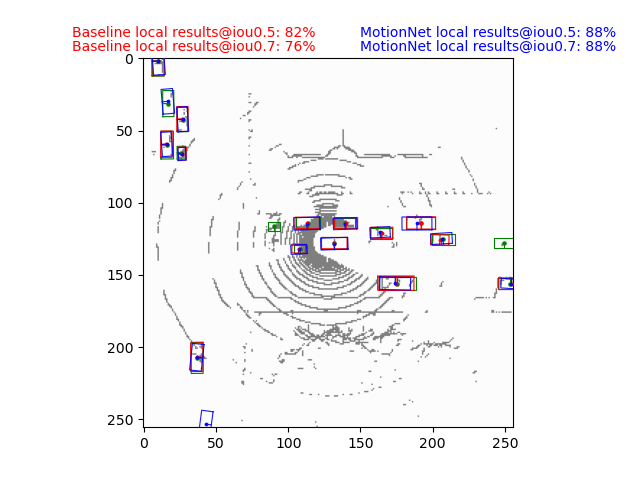 Baseline local results@iou0.5: 82% MotionNet local results@iou0.5: 88%
Baseline local results@iou0.7: 76% MotionNet local results@iou0.7: 88%
0
50
100
150
200
250
0 50 100 150 200 250